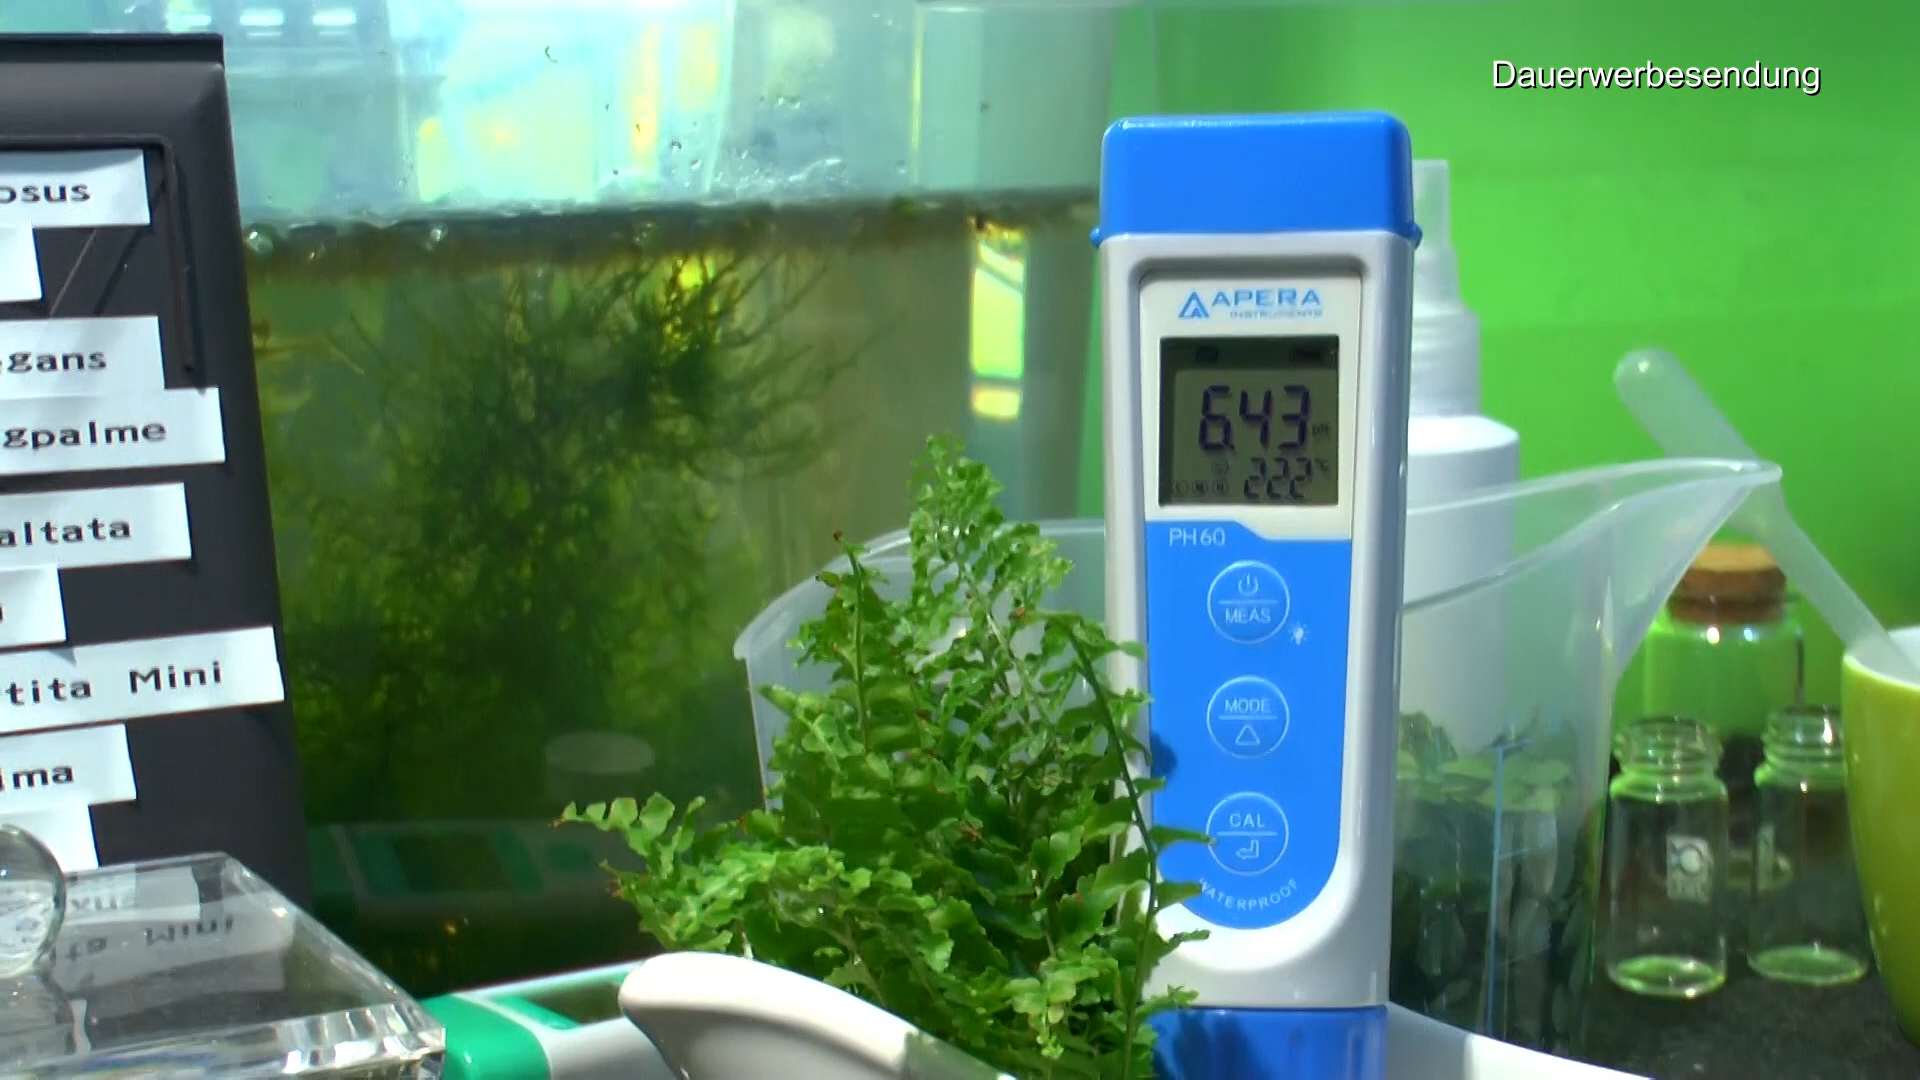 Dauerwerbesendung
osus
egans
gpalme
altata
tita Mini
ima
APERA
INSTRUMENTS
6.43 pH
22.2 °C
PH60
MEAS
MODE
CAL
WATERPROOF